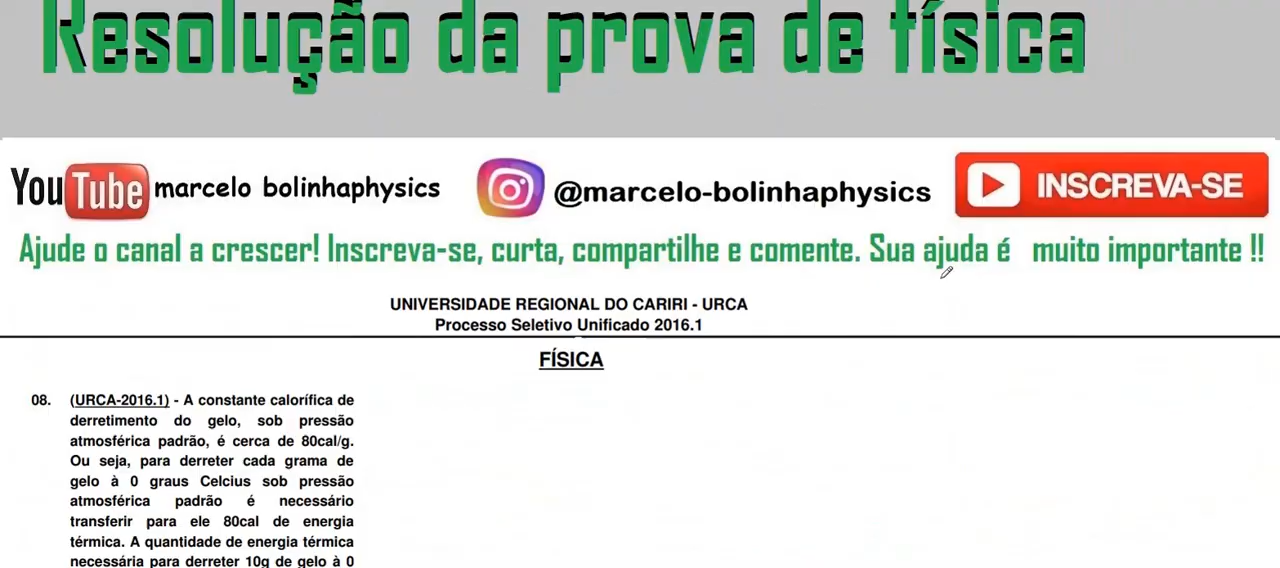 Resolução da prova de física
YouTube marcelo bolinhaphysics @marcelo-bolinhaphysics INSCREVA-SE
Ajude o canal a crescer! Inscreva-se, curta, compartilhe e comente. Sua ajuda é muito importante !!
UNIVERSIDADE REGIONAL DO CARIRI - URCA
Processo Seletivo Unificado 2016.1
FÍSICA
08. (URCA-2016.1) - A constante calorífica de
derretimento do gelo, sob pressão
atmosférica padrão, é cerca de 80cal/g.
Ou seja, para derreter cada grama de
gelo à 0 graus Celcius sob pressão
atmosférica padrão é necessário
transferir para ele 80cal de energia
térmica. A quantidade de energia térmica
necessária para derreter 10g de gelo à 0